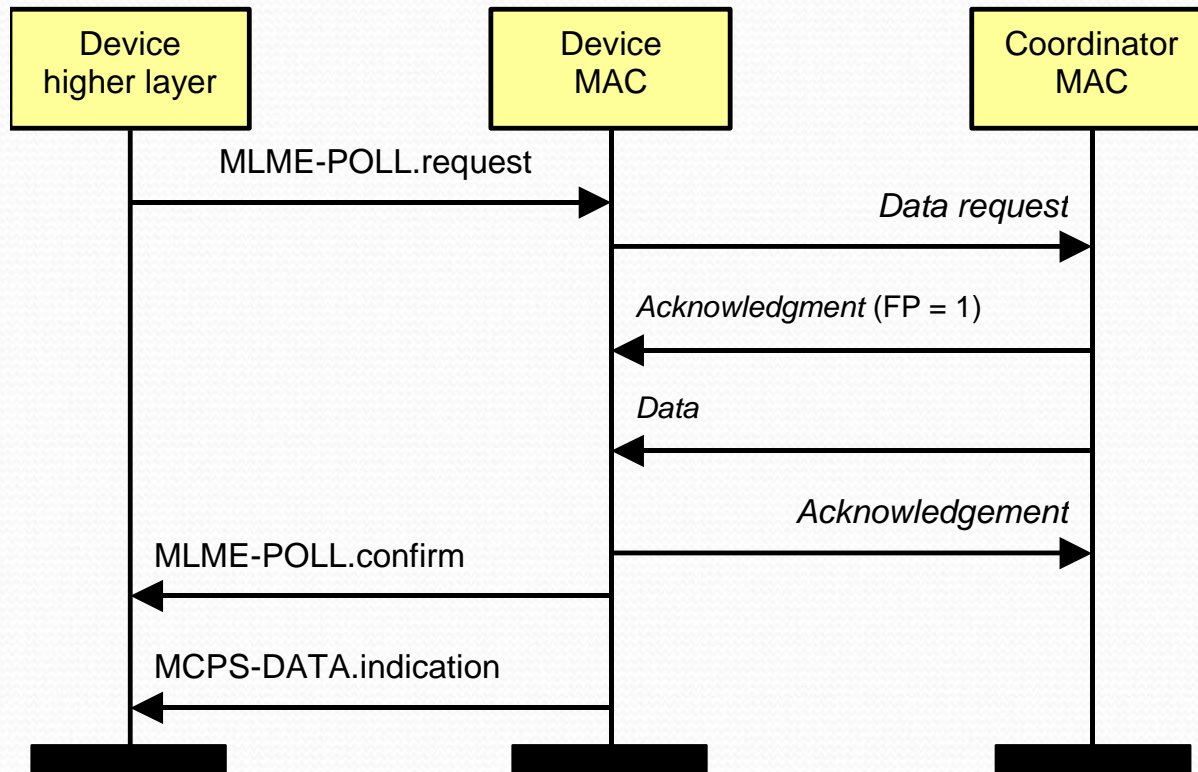 Device
higher layer
Device
MAC
Coordinator
MAC
MLME-POLL.request
Data request
Acknowledgment (FP = 1)
Data
Acknowledgement
MLME-POLL.confirm
MCPS-DATA.indication